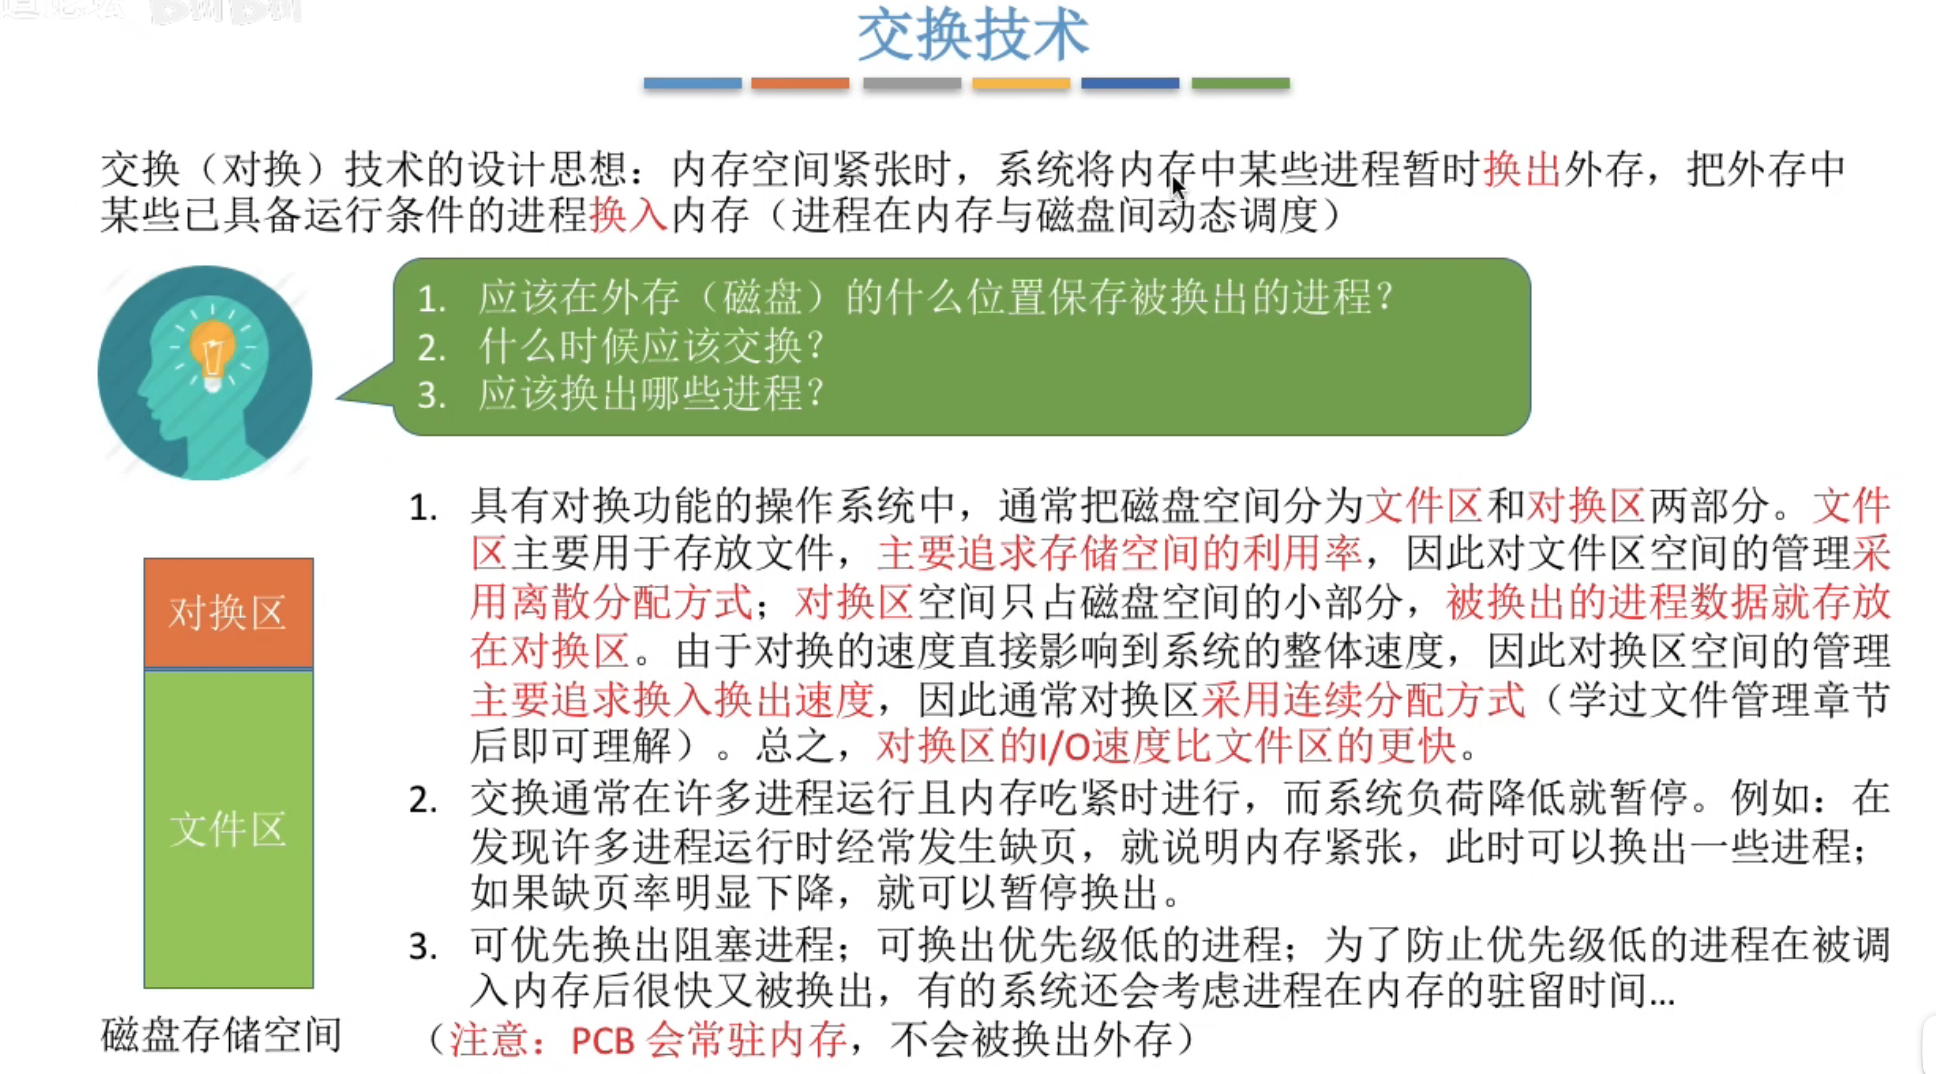 交换技术
交换（对换）技术的设计思想：内存空间紧张时，系统将内存中某些进程暂时换出外存，把外存中
某些已具备运行条件的进程换入内存（进程在内存与磁盘间动态调度）
1. 应该在外存（磁盘）的什么位置保存被换出的进程？
2. 什么时候应该交换？
3. 应该换出哪些进程？
1. 具有对换功能的操作系统中，通常把磁盘空间分为文件区和对换区两部分。文件
区主要用于存放文件，主要追求存储空间的利用率，因此对文件区空间的管理采
用离散分配方式；对换区空间只占磁盘空间的小部分，被换出的进程数据就存放
在对换区。由于对换的速度直接影响到系统的整体速度，因此对换区空间的管理
主要追求换入换出速度，因此通常对换区采用连续分配方式（学过文件管理章节
后即可理解）。总之，对换区的I/O速度比文件区的更快。
2. 交换通常在许多进程运行且内存吃紧时进行，而系统负荷降低就暂停。例如：在
发现许多进程运行时经常发生缺页，就说明内存紧张，此时可以换出一些进程；
如果缺页率明显下降，就可以暂停换出。
3. 可优先换出阻塞进程；可换出优先级低的进程；为了防止优先级低的进程在被调
入内存后很快又被换出，有的系统还会考虑进程在内存的驻留时间…
（注意：PCB 会常驻内存，不会被换出外存）
对换区
文件区
磁盘存储空间